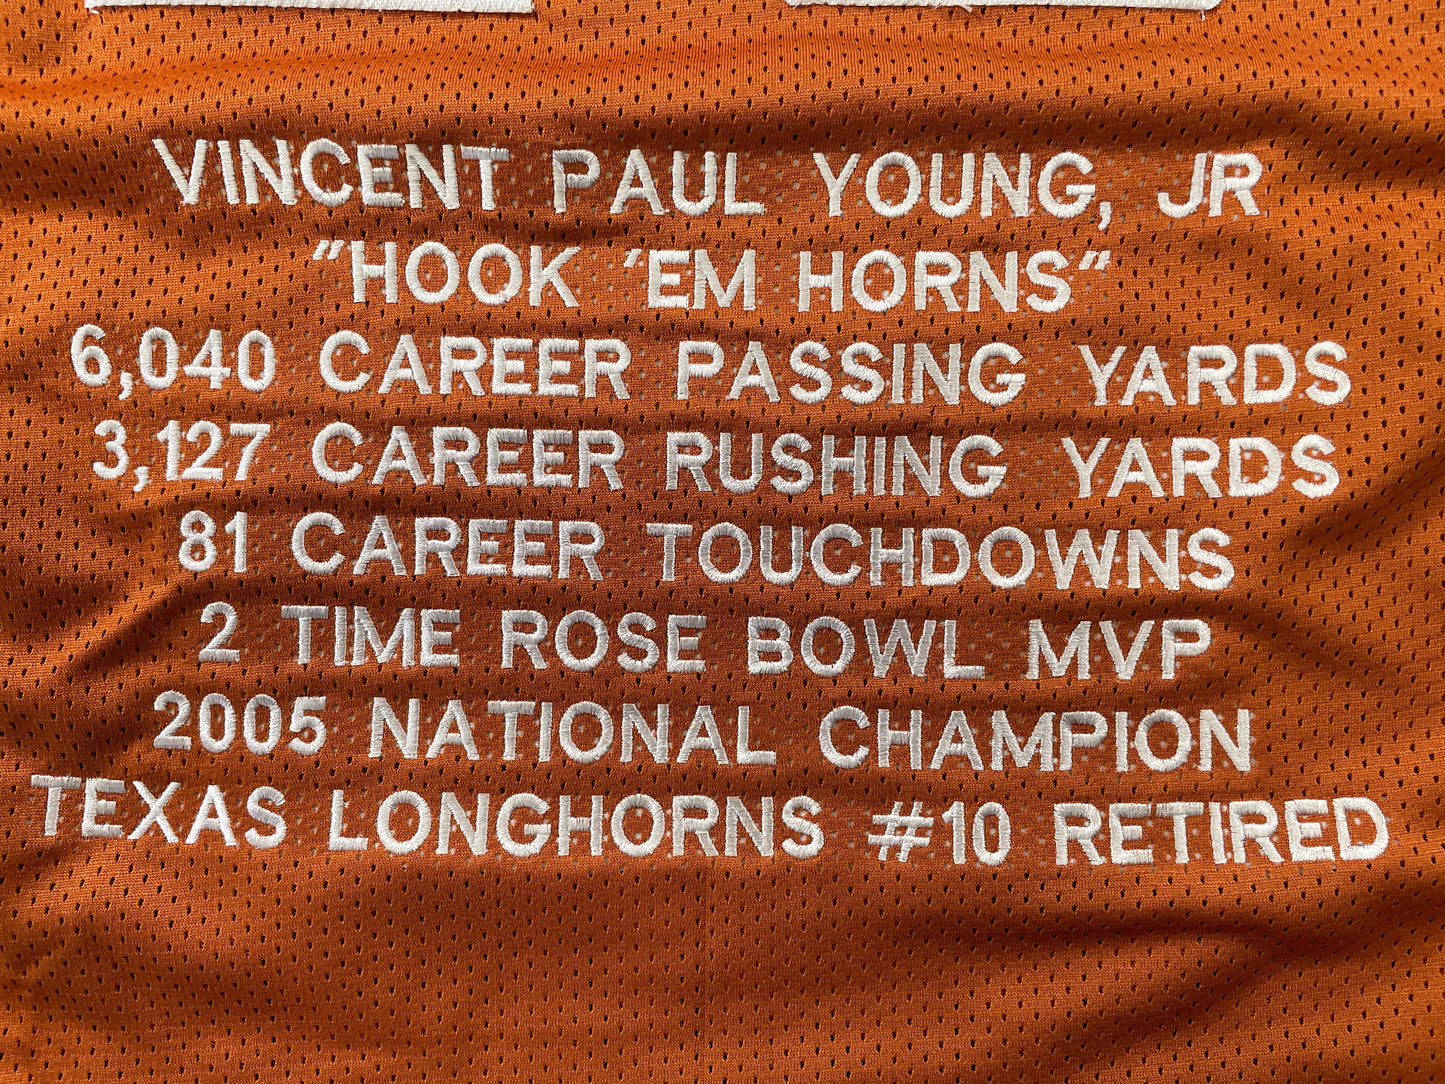 VINCENT PAUL YOUNG, JR
"HOOK 'EM HORNS"
6,040 CAREER PASSING YARDS
3,127 CAREER RUSHING YARDS
81 CAREER TOUCHDOWNS
2 TIME ROSE BOWL MVP
2005 NATIONAL CHAMPION
TEXAS LONGHORNS #10 RETIRED